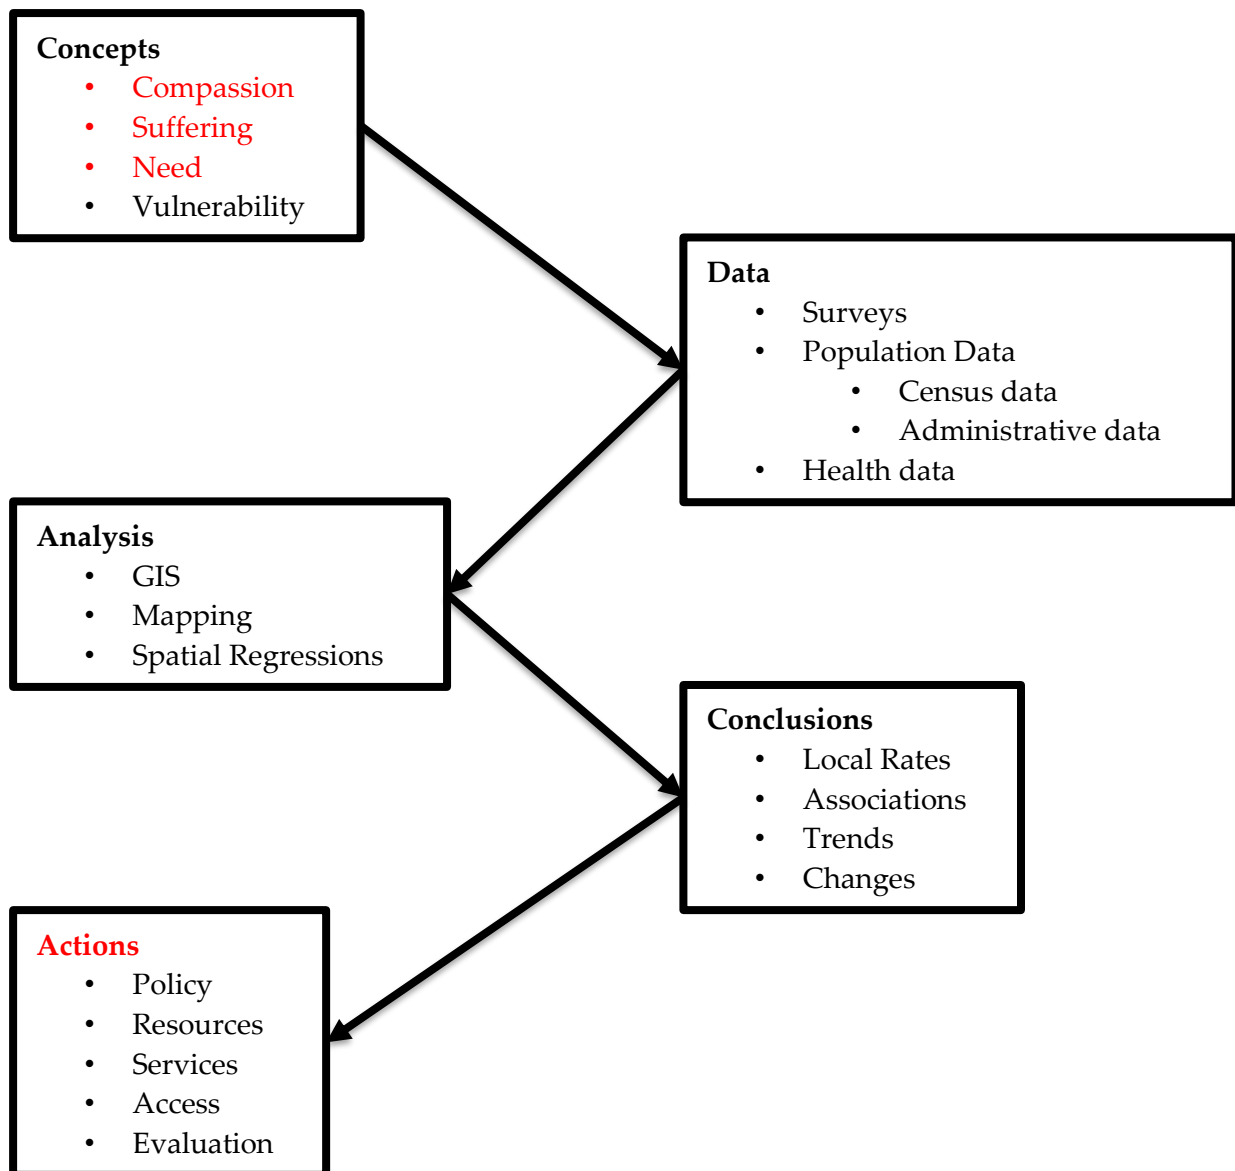 Concepts
• Compassion
• Suffering
• Need
• Vulnerability
Data
• Surveys
• Population Data
• Census data
• Administrative data
• Health data
Analysis
• GIS
• Mapping
• Spatial Regressions
Conclusions
• Local Rates
• Associations
• Trends
• Changes
Actions
• Policy
• Resources
• Services
• Access
• Evaluation